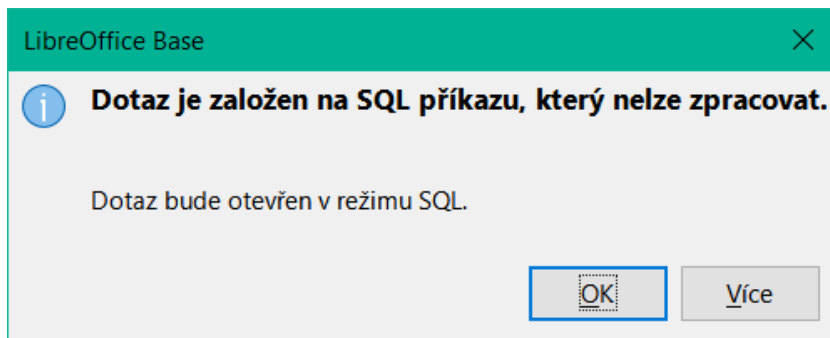 LibreOffice Base
Dotaz je založen na SQL příkazu, který nelze zpracovat.
Dotaz bude otevřen v režimu SQL.
OK
Více